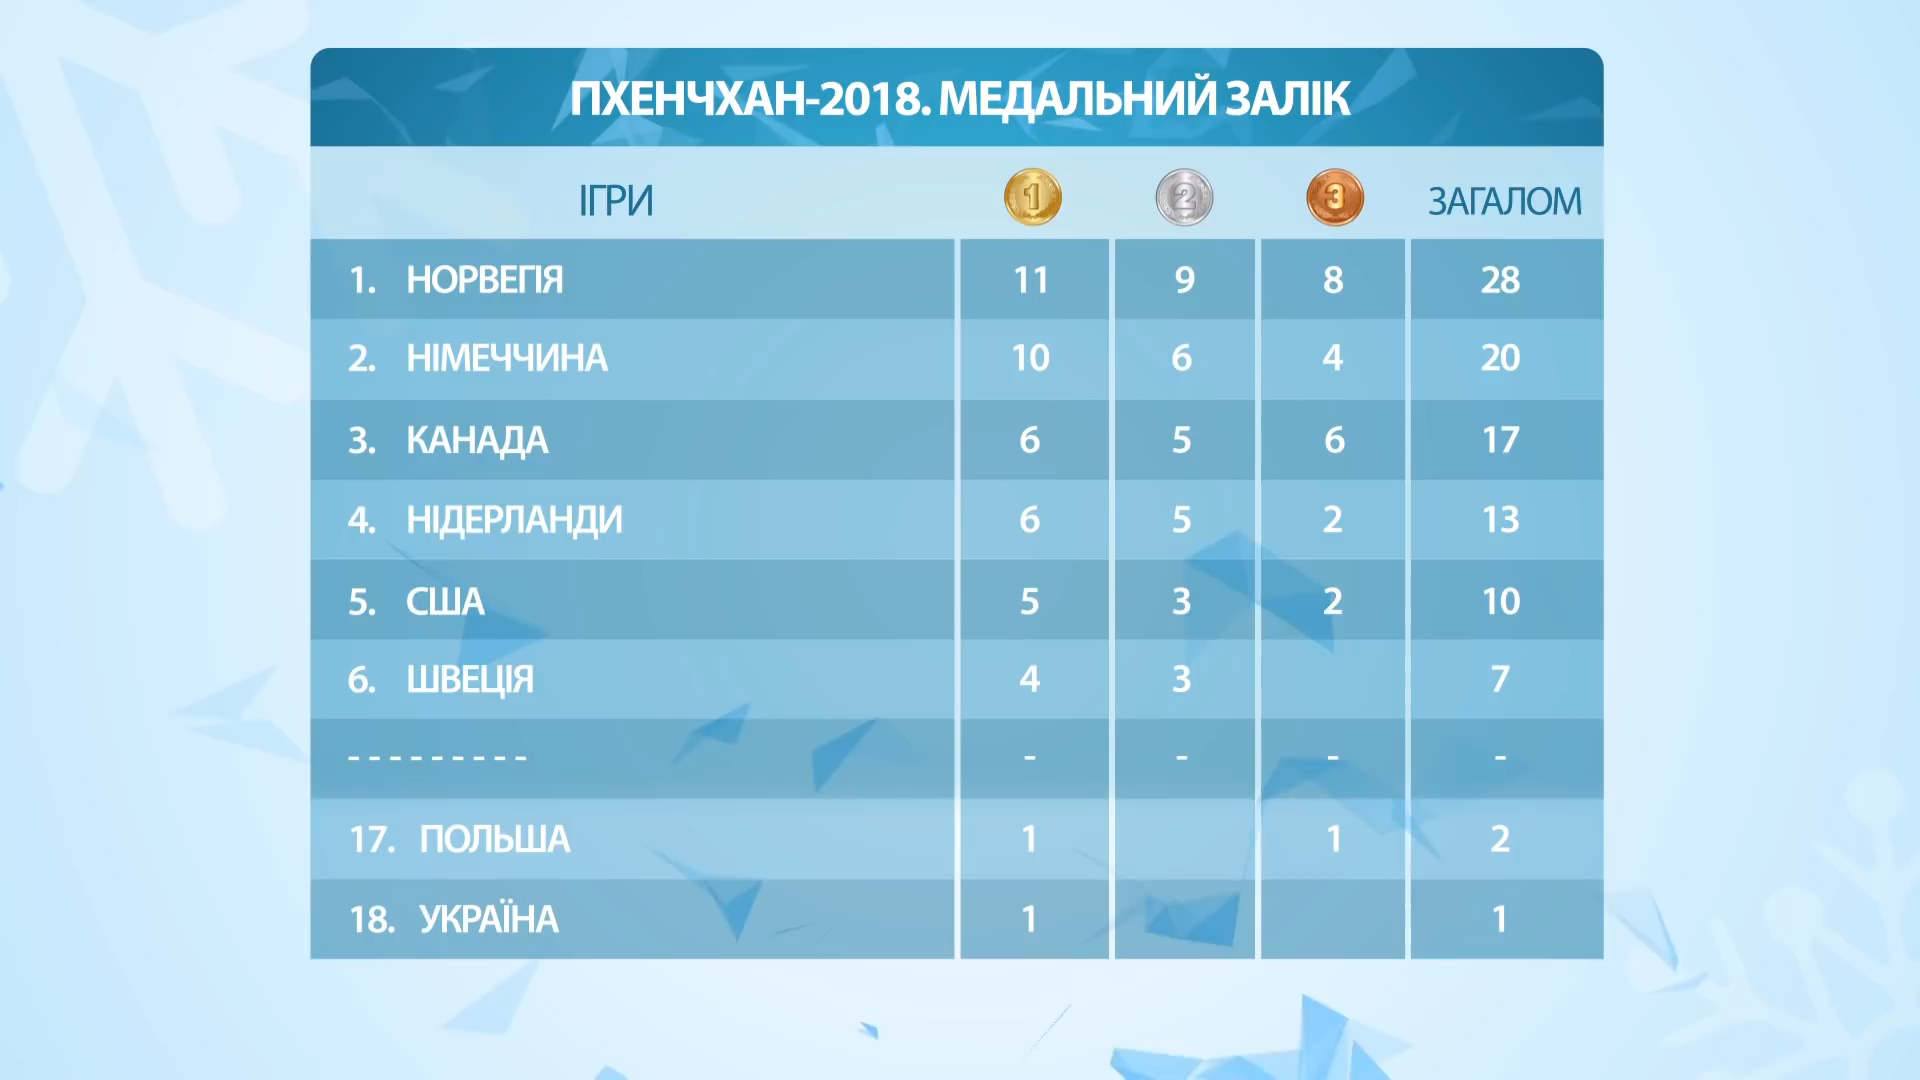 ПХЕНЧХАН-2018. МЕДАЛЬНИЙ ЗАЛІК
ІГРИ 1 2 3 ЗАГАЛОМ
1. НОРВЕГІЯ 11 9 8 28
2. НІМЕЧЧИНА 10 6 4 20
3. КАНАДА 6 5 6 17
4. НІДЕРЛАНДИ 6 5 2 13
5. США 5 3 2 10
6. ШВЕЦІЯ 4 3 7
- - - - - - - - - - - - -
17. ПОЛЬША 1 1 2
18. УКРАЇНА 1 1